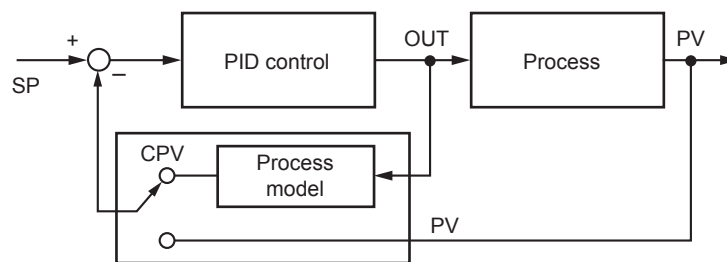 OUT
PV
+
PID control
Process
–
SP
CPV
Process
model
PV